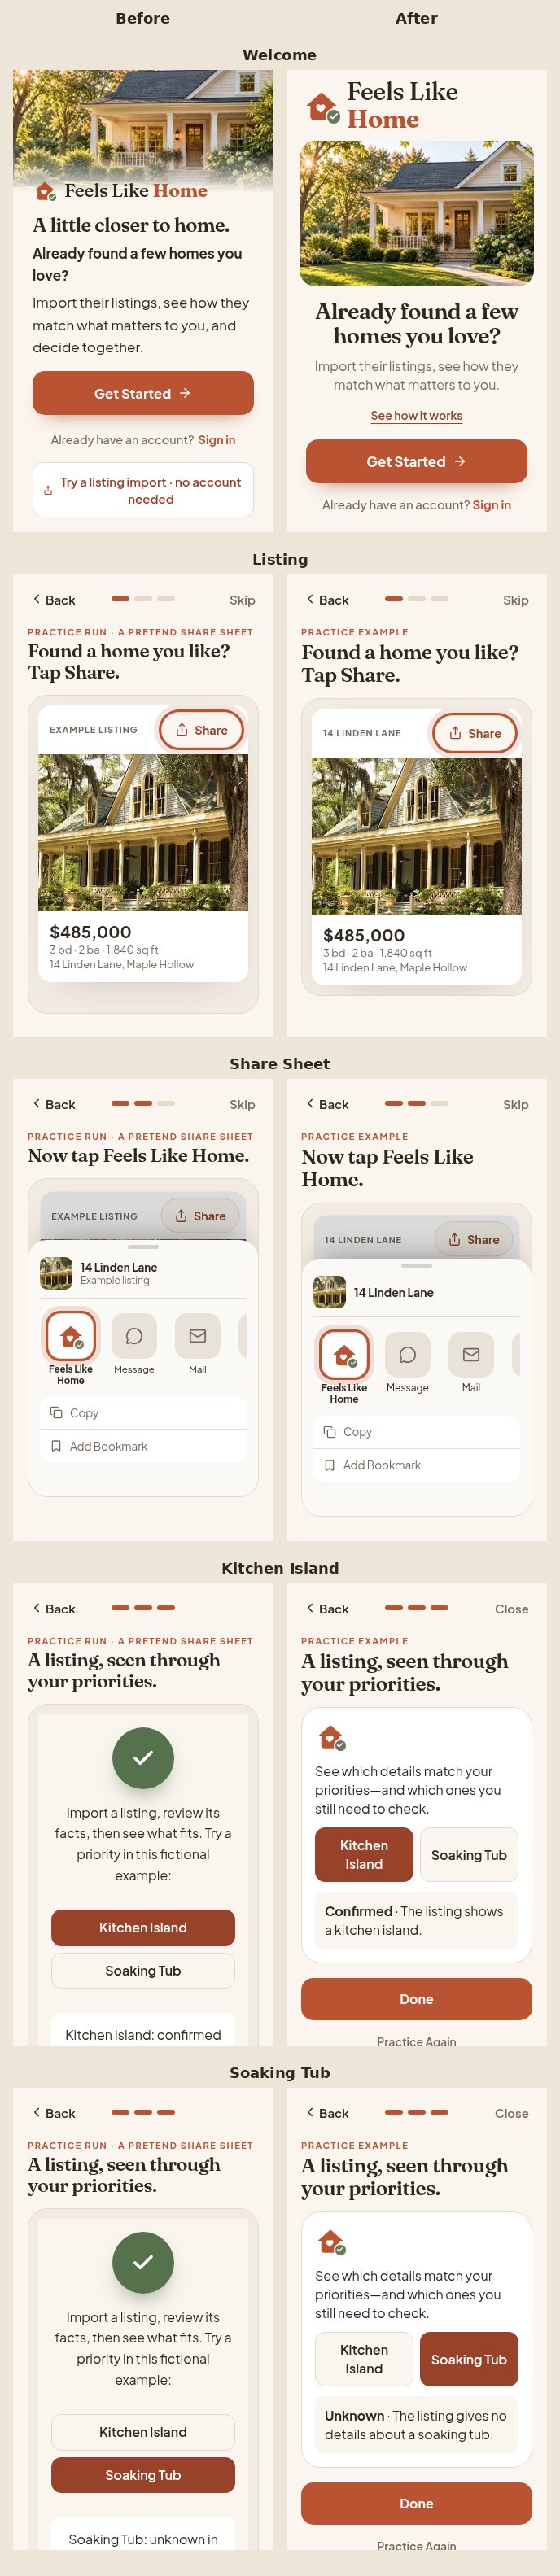 Before
After
Welcome
Feels Like Home
A little closer to home.
Already found a few homes you
love?
Import their listings, see how they
match what matters to you, and
decide together.
Get Started
Already have an account? Sign in
Try a listing import · no account
needed
Feels Like
Home
Already found a few
homes you love?
Import their listings, see how they
match what matters to you.
See how it works
Get Started
Already have an account? Sign in
Listing
Back
Skip
PRACTICE RUN · A PRETEND SHARE SHEET
Found a home you like?
Tap Share.
EXAMPLE LISTING
Share
$485,000
3 bd · 2 ba · 1,840 sq ft
14 Linden Lane, Maple Hollow
Back
Skip
PRACTICE EXAMPLE
Found a home you like?
Tap Share.
14 LINDEN LANE
Share
$485,000
3 bd · 2 ba · 1,840 sq ft
14 Linden Lane, Maple Hollow
Share Sheet
Back
Skip
PRACTICE RUN · A PRETEND SHARE SHEET
Now tap Feels Like Home.
EXAMPLE LISTING
Share
14 Linden Lane
Example listing
Feels Like
Home
Message
Mail
Copy
Add Bookmark
Back
Skip
PRACTICE EXAMPLE
Now tap Feels Like
Home.
14 LINDEN LANE
Share
14 Linden Lane
Feels Like
Home
Message
Mail
Copy
Add Bookmark
Kitchen Island
Back
PRACTICE RUN · A PRETEND SHARE SHEET
A listing, seen through
your priorities.
Import a listing, review its
facts, then see what fits. Try a
priority in this fictional
example:
Kitchen Island
Soaking Tub
Kitchen Island: confirmed
Back
Close
PRACTICE EXAMPLE
A listing, seen through
your priorities.
See which details match your
priorities—and which ones you
still need to check.
Kitchen
Island
Soaking Tub
Confirmed · The listing shows
a kitchen island.
Done
Practice Again
Soaking Tub
Back
PRACTICE RUN · A PRETEND SHARE SHEET
A listing, seen through
your priorities.
Import a listing, review its
facts, then see what fits. Try a
priority in this fictional
example:
Kitchen Island
Soaking Tub
Soaking Tub: unknown in
Back
Close
PRACTICE EXAMPLE
A listing, seen through
your priorities.
See which details match your
priorities—and which ones you
still need to check.
Kitchen
Island
Soaking Tub
Unknown · The listing gives no
details about a soaking tub.
Done
Practice Again